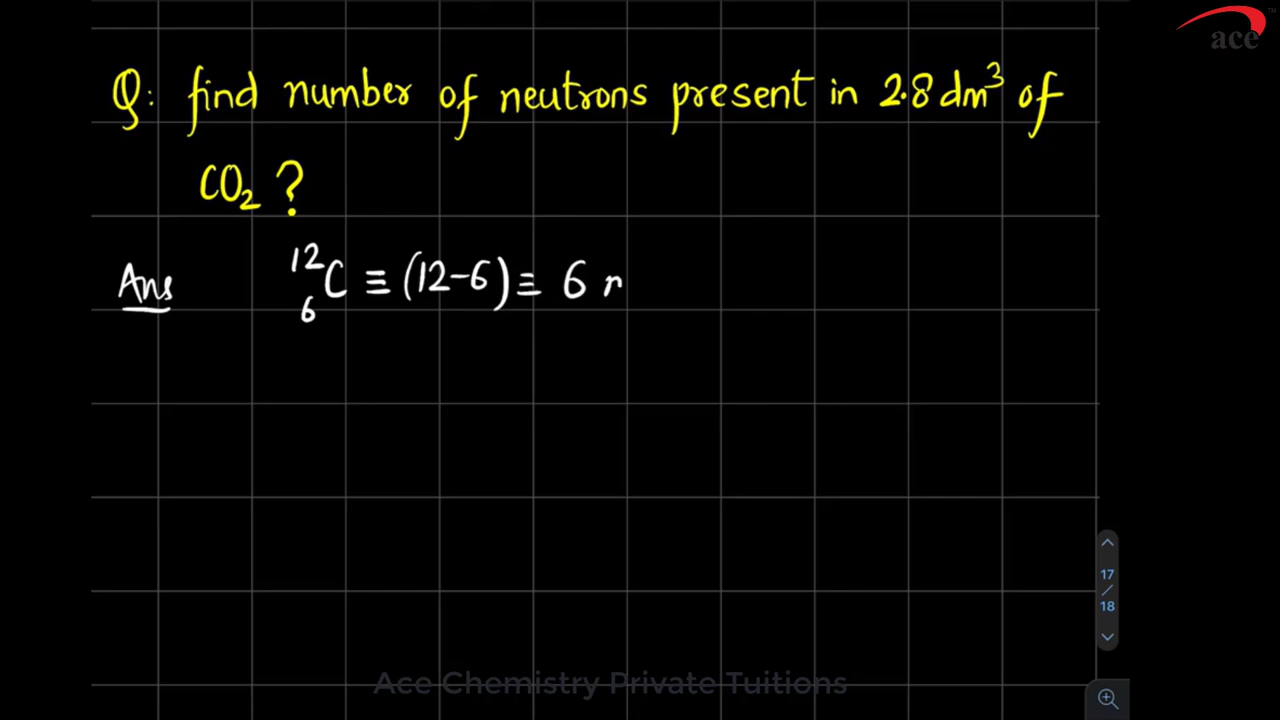 ace
TM
Q: find number of neutrons present in 2.8 dm³ of
CO₂ ?
Ans ¹²₆C ≡ (12-6) ≡ 6 n
17
/
18
Ace Chemistry Private Tuitions